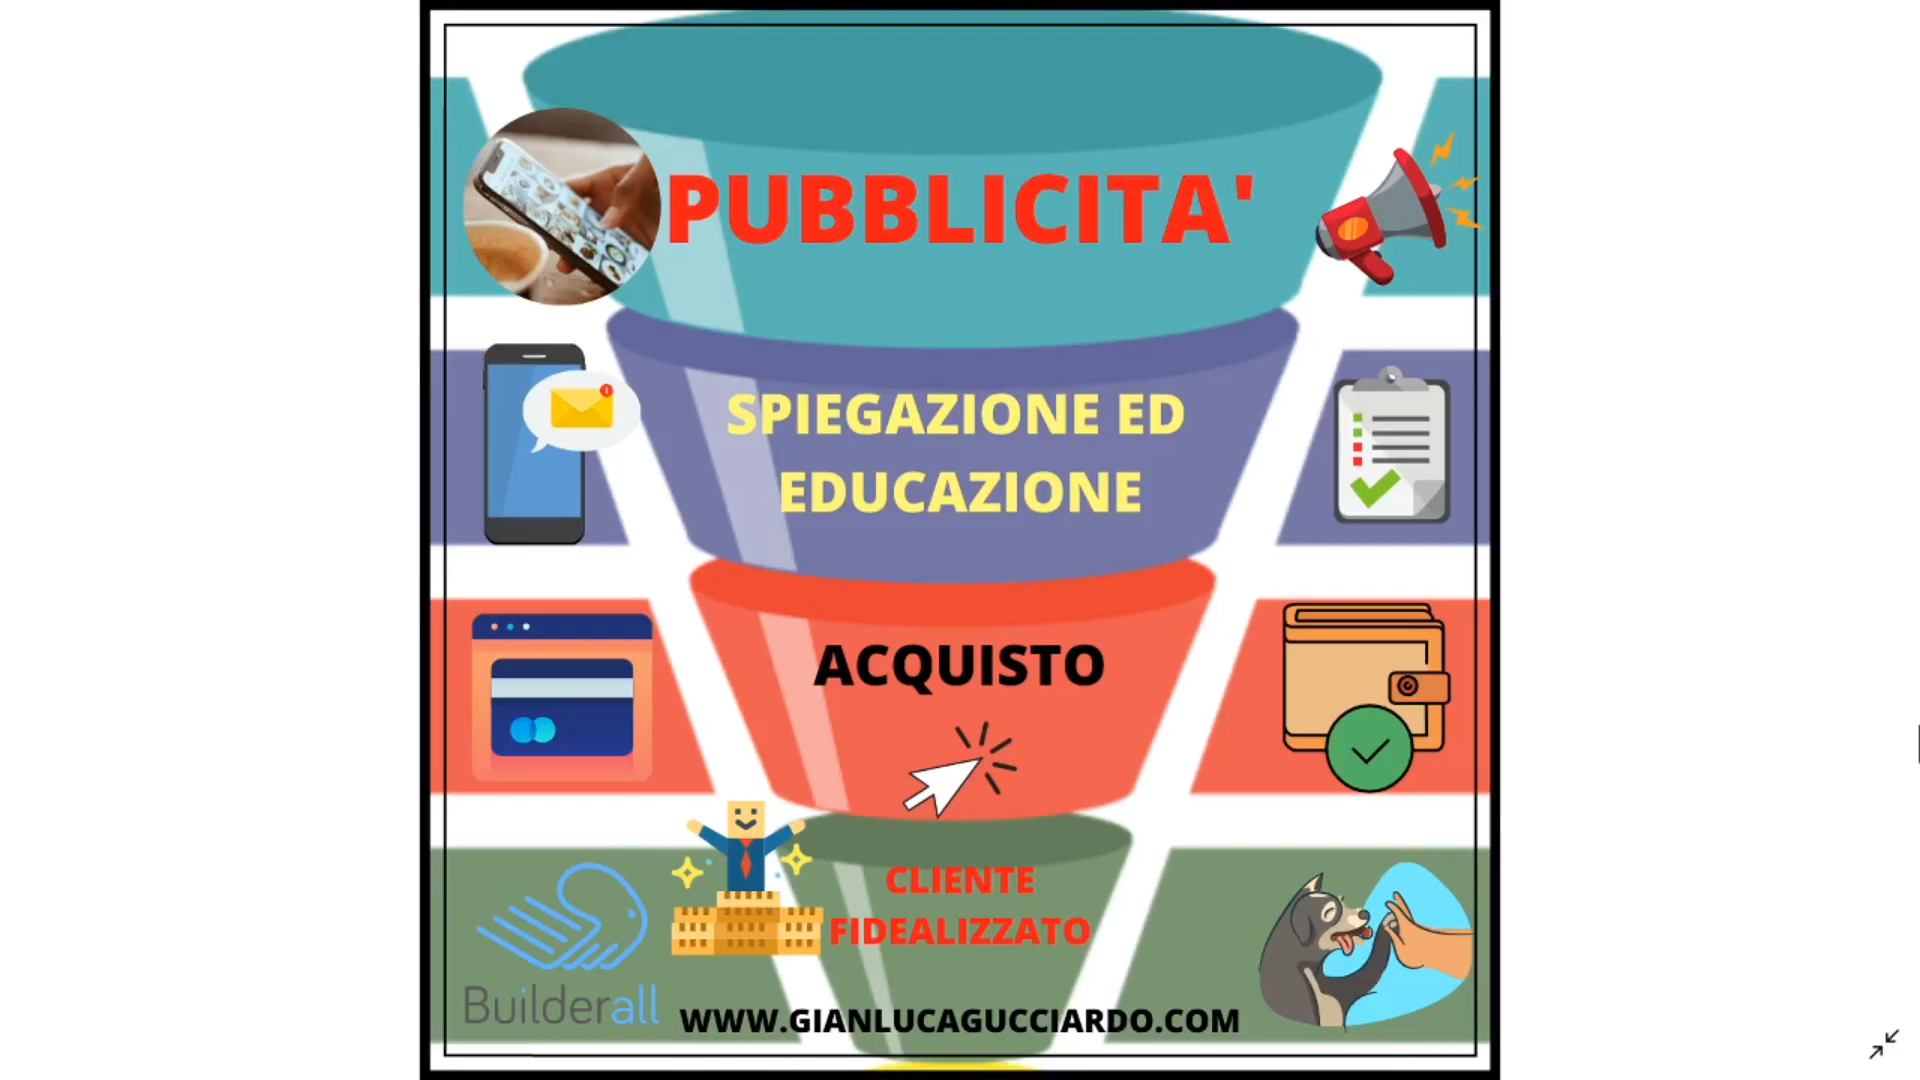 PUBBLICITA'
SPIEGAZIONE ED
EDUCAZIONE
ACQUISTO
CLIENTE
FIDEALIZZATO
Builderall
WWW.GIANLUCAGUCCIARDO.COM